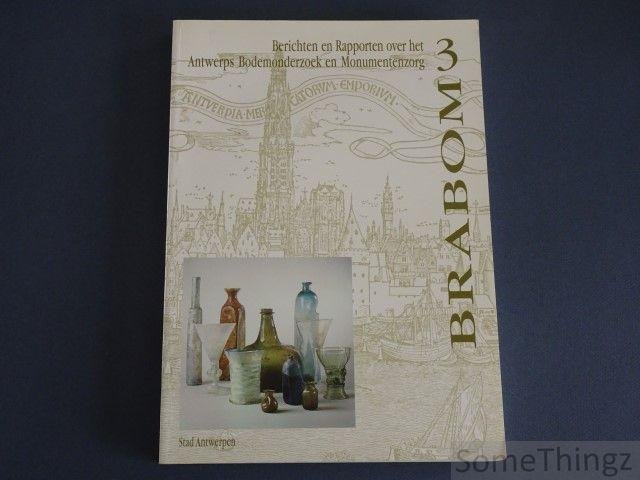 Berichten en Rapporten over het
Antwerps Bodemonderzoek en Monumentenzorg
BRABOM 3
ANTVERPIA MERCATORVM EMPORIVM
Stad Antwerpen
SomeThingz